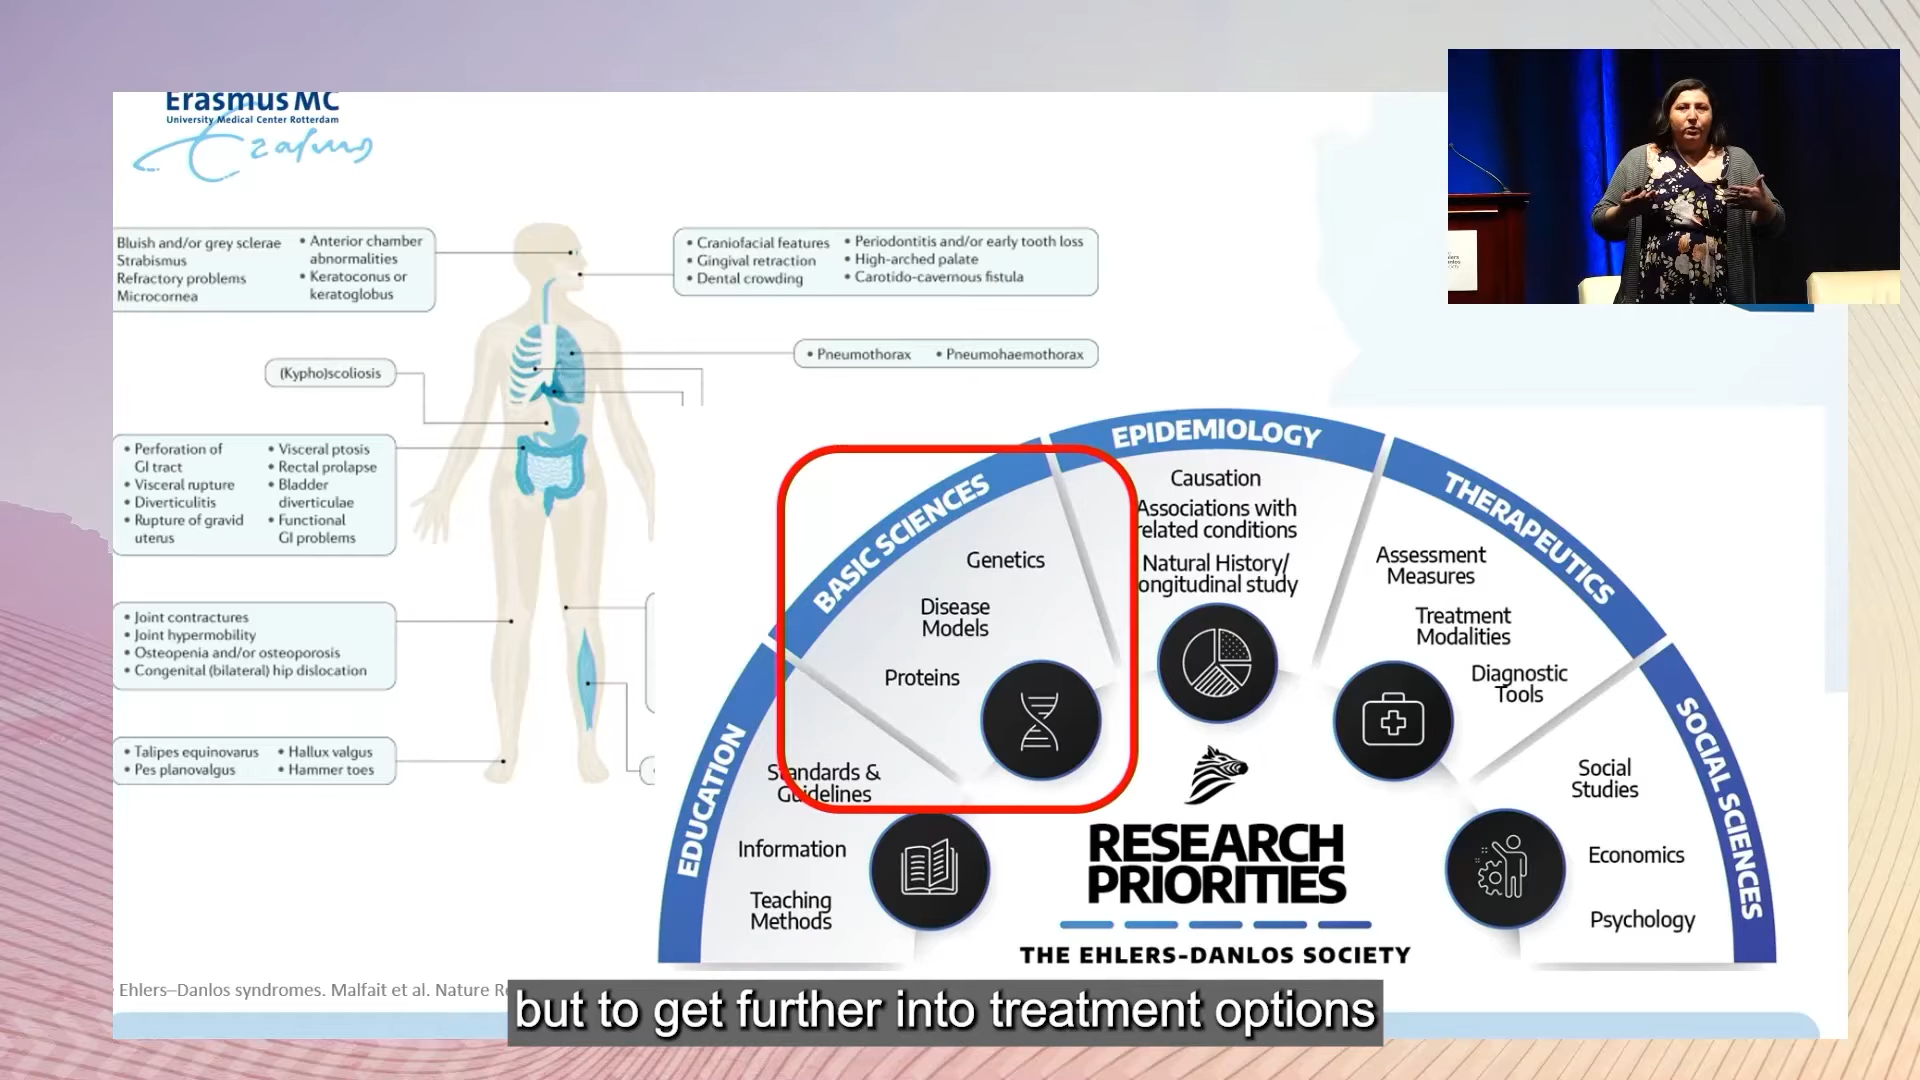 Erasmus MC
University Medical Center Rotterdam
Erasmus
Bluish and/or grey sclerae
Strabismus
Refractory problems
Microcornea
• Anterior chamber
abnormalities
• Keratoconus or
keratoglobus
• Craniofacial features
• Gingival retraction
• Dental crowding
• Periodontitis and/or early tooth loss
• High-arched palate
• Carotido-cavernous fistula
• Pneumothorax • Pneumohaemothorax
(Kypho)scoliosis
• Perforation of
GI tract
• Visceral rupture
• Diverticulitis
• Rupture of gravid
uterus
• Visceral ptosis
• Rectal prolapse
• Bladder
diverticulae
• Functional
GI problems
• Joint contractures
• Joint hypermobility
• Osteopenia and/or osteoporosis
• Congenital (bilateral) hip dislocation
• Talipes equinovarus
• Pes planovalgus
• Hallux valgus
• Hammer toes
EDUCATION
Standards &
Guidelines
Information
Teaching
Methods
BASIC SCIENCES
Genetics
Disease
Models
Proteins
EPIDEMIOLOGY
Causation
Associations with
related conditions
Natural History/
ongitudinal study
THERAPEUTICS
Assessment
Measures
Treatment
Modalities
Diagnostic
Tools
SOCIAL SCIENCES
Social
Studies
Economics
Psychology
RESEARCH
PRIORITIES
THE EHLERS-DANLOS SOCIETY
Ehlers–Danlos syndromes. Malfait et al. Nature Re
but to get further into treatment options